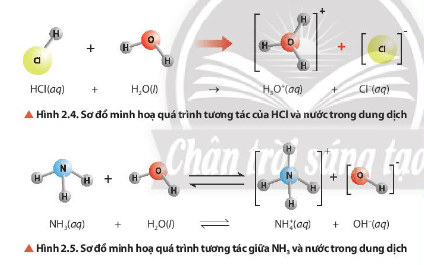 H Cl + H O H → [ H O H H ]⁺ + [ Cl ]⁻
HCl(aq) + H₂O(l) → H₃O⁺(aq) + Cl⁻(aq)
▲ Hình 2.4. Sơ đồ minh hoạ quá trình tương tác của HCl và nước trong dung dịch
Chân trời sáng tạo
H N H H + H O H ⇌ [ H H N H H ]⁺ + [ O H ]⁻
NH₃(aq) + H₂O(l) ⇌ NH₄⁺(aq) + OH⁻(aq)
▲ Hình 2.5. Sơ đồ minh hoạ quá trình tương tác giữa NH₃ và nước trong dung dịch